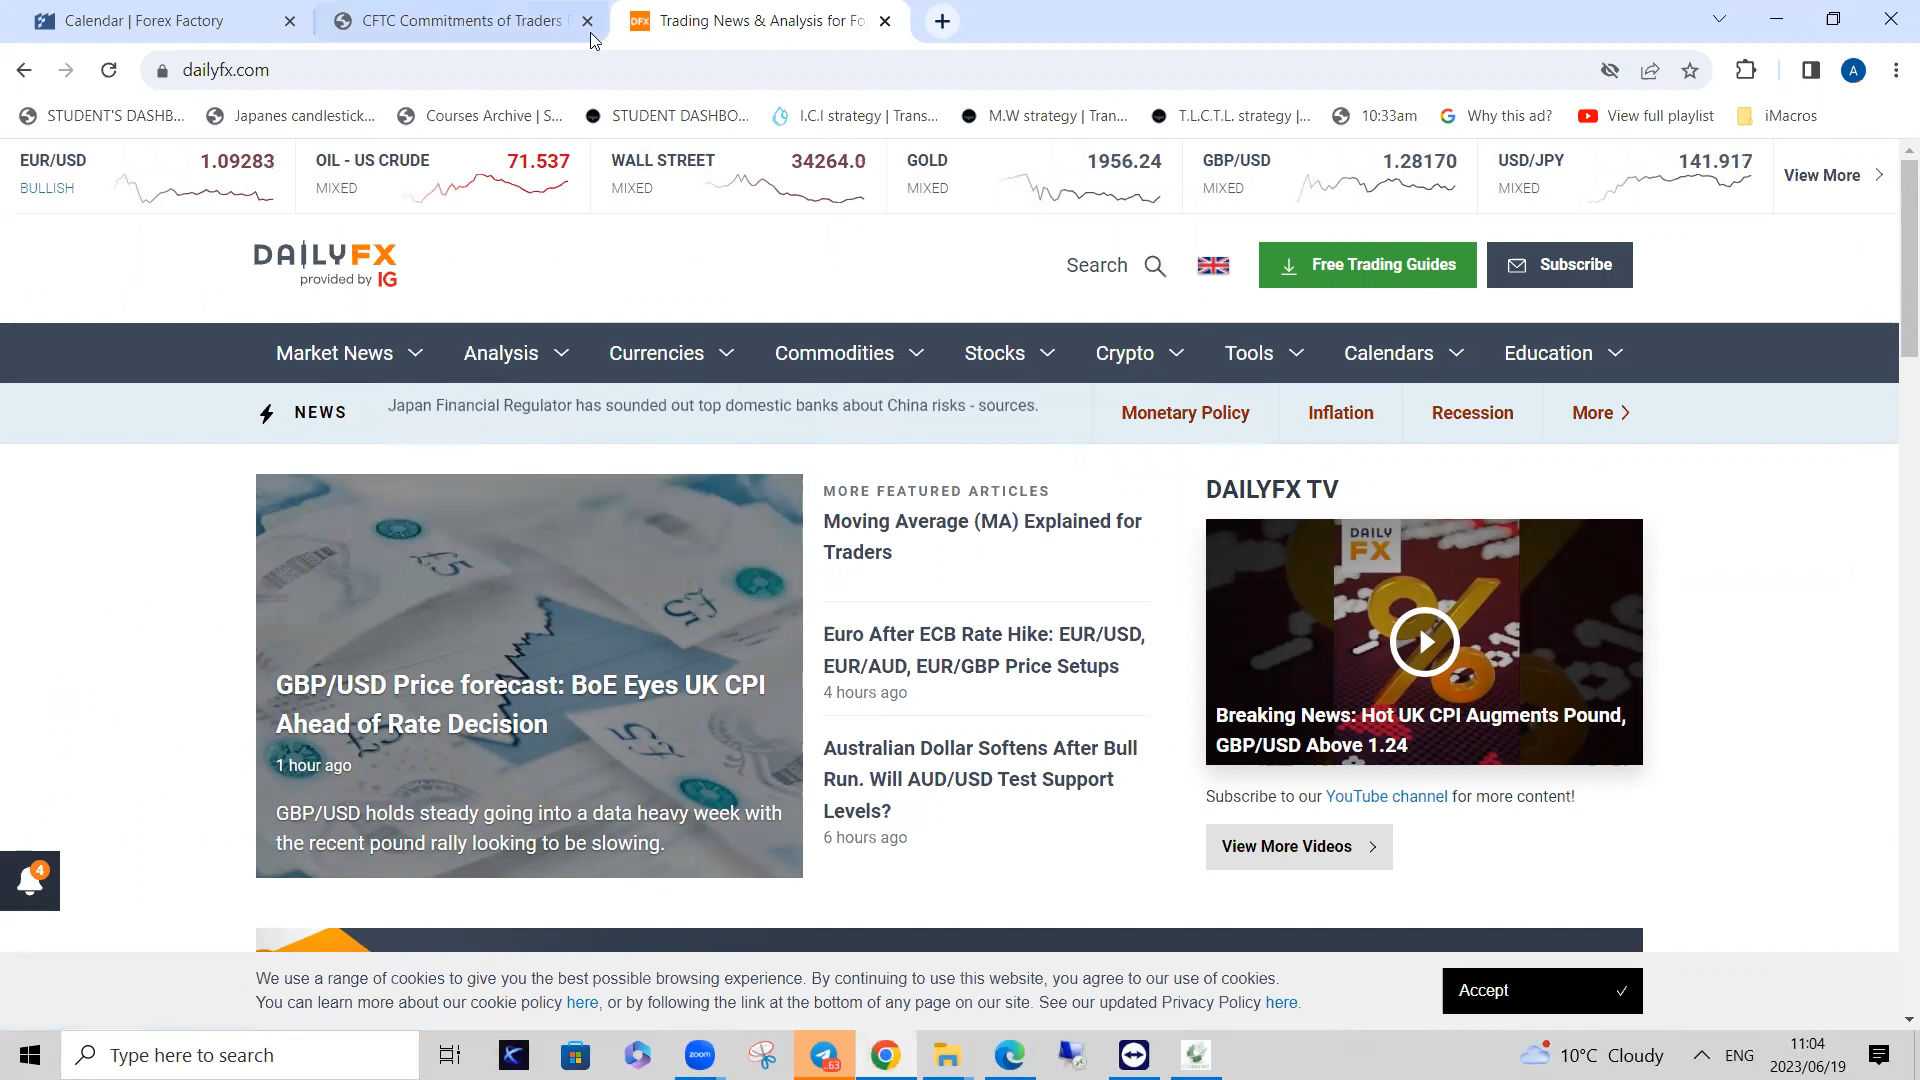 Calendar | Forex Factory
CFTC Commitments of Traders
Trading News & Analysis for Fo
dailyfx.com
A
STUDENT'S DASHB...
Japanes candlestick...
Courses Archive | S...
STUDENT DASHBO...
I.C.I strategy | Trans...
M.W strategy | Tran...
T.L.C.T.L. strategy |...
10:33am
Why this ad?
View full playlist
iMacros
EUR/USD 1.09283
BULLISH
OIL - US CRUDE 71.537
MIXED
WALL STREET 34264.0
MIXED
GOLD 1956.24
MIXED
GBP/USD 1.28170
MIXED
USD/JPY 141.917
MIXED
View More
DAILYFX
provided by IG
Search
Free Trading Guides
Subscribe
Market News Analysis Currencies Commodities Stocks Crypto Tools Calendars Education
NEWS
Japan Financial Regulator has sounded out top domestic banks about China risks - sources.
Monetary Policy Inflation Recession More
GBP/USD Price forecast: BoE Eyes UK CPI
Ahead of Rate Decision
1 hour ago
GBP/USD holds steady going into a data heavy week with
the recent pound rally looking to be slowing.
MORE FEATURED ARTICLES
Moving Average (MA) Explained for
Traders
Euro After ECB Rate Hike: EUR/USD,
EUR/AUD, EUR/GBP Price Setups
4 hours ago
Australian Dollar Softens After Bull
Run. Will AUD/USD Test Support
Levels?
6 hours ago
DAILYFX TV
DAILY
FX
Breaking News: Hot UK CPI Augments Pound,
GBP/USD Above 1.24
Subscribe to our YouTube channel for more content!
View More Videos
4
We use a range of cookies to give you the best possible browsing experience. By continuing to use this website, you agree to our use of cookies.
You can learn more about our cookie policy here, or by following the link at the bottom of any page on our site. See our updated Privacy Policy here.
Accept
Type here to search
zoom
63
10°C Cloudy
ENG
11:04
2023/06/19